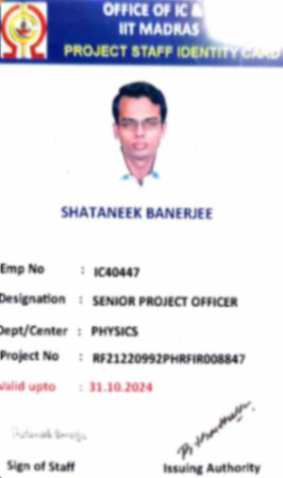 OFFICE OF IC &
IIT MADRAS
PROJECT STAFF IDENTITY CARD
SHATANEEK BANERJEE
Emp No : IC40447
Designation : SENIOR PROJECT OFFICER
Dept/Center : PHYSICS
Project No : RF21220992PHRFIR008847
Valid upto : 31.10.2024
Shataneek Banerjee
Sign of Staff
Issuing Authority